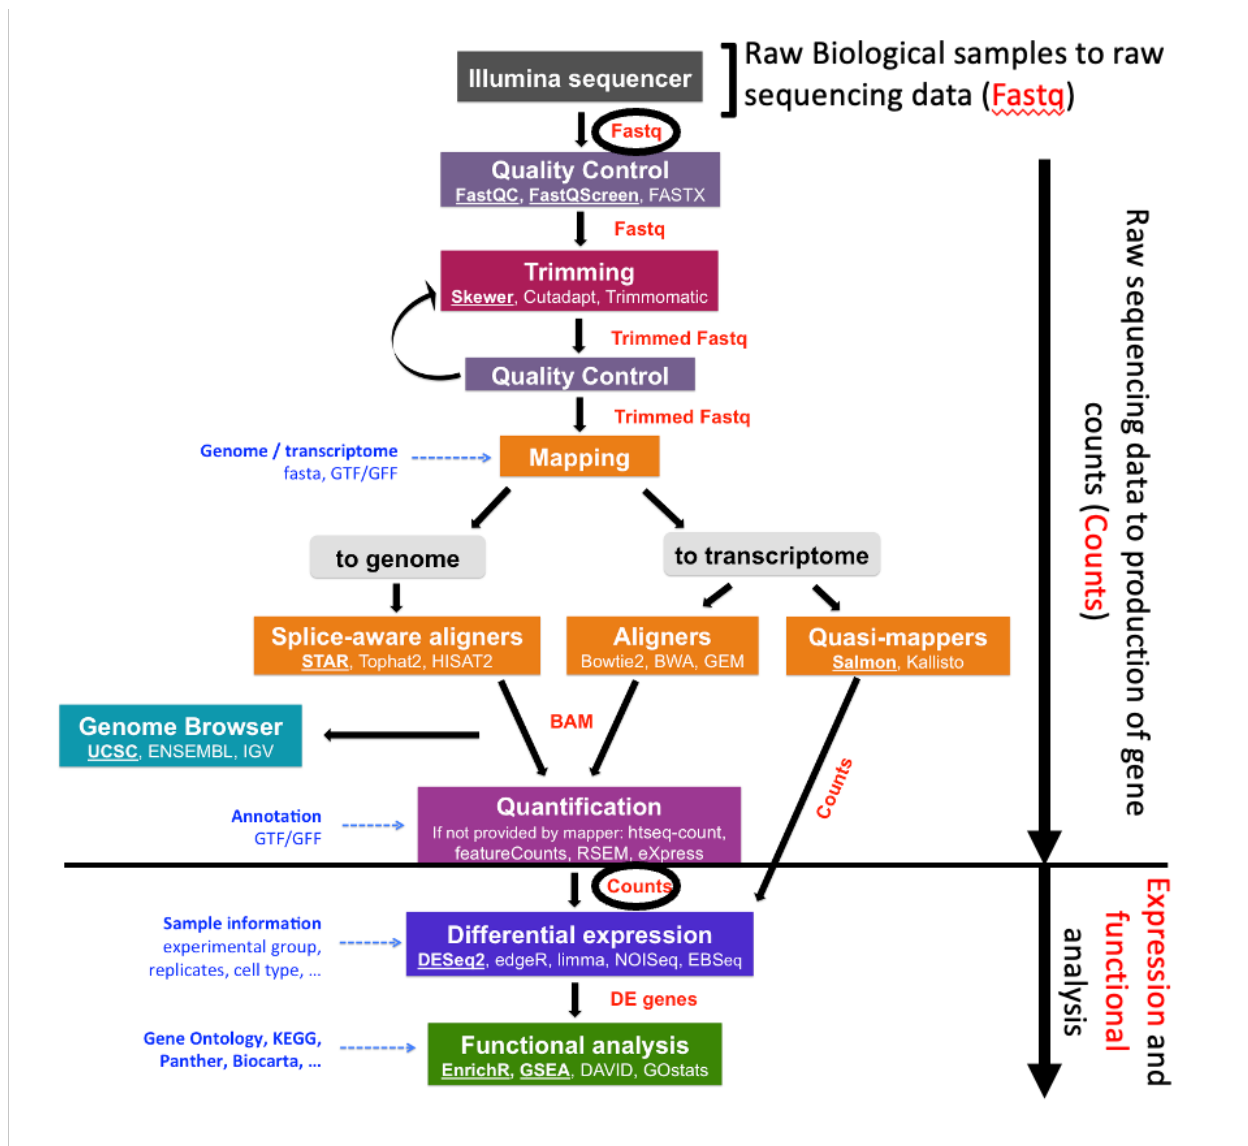 Illumina sequencer
Raw Biological samples to raw
sequencing data (Fastq)
Fastq
Quality Control
FastQC, FastQScreen, FASTX
Fastq
Trimming
Skewer, Cutadapt, Trimmomatic
Trimmed Fastq
Quality Control
Trimmed Fastq
Genome / transcriptome
fasta, GTF/GFF
Mapping
to genome
to transcriptome
Splice-aware aligners
STAR, Tophat2, HISAT2
Aligners
Bowtie2, BWA, GEM
Quasi-mappers
Salmon, Kallisto
BAM
Genome Browser
UCSC, ENSEMBL, IGV
Counts
Annotation
GTF/GFF
Quantification
If not provided by mapper: htseq-count,
featureCounts, RSEM, eXpress
Raw sequencing data to production of gene
counts (Counts)
Counts
Sample information
experimental group,
replicates, cell type, ...
Differential expression
DESeq2, edgeR, limma, NOISeq, EBSeq
DE genes
Gene Ontology, KEGG,
Panther, Biocarta, ...
Functional analysis
EnrichR, GSEA, DAVID, GOstats
Expression and
functional
analysis